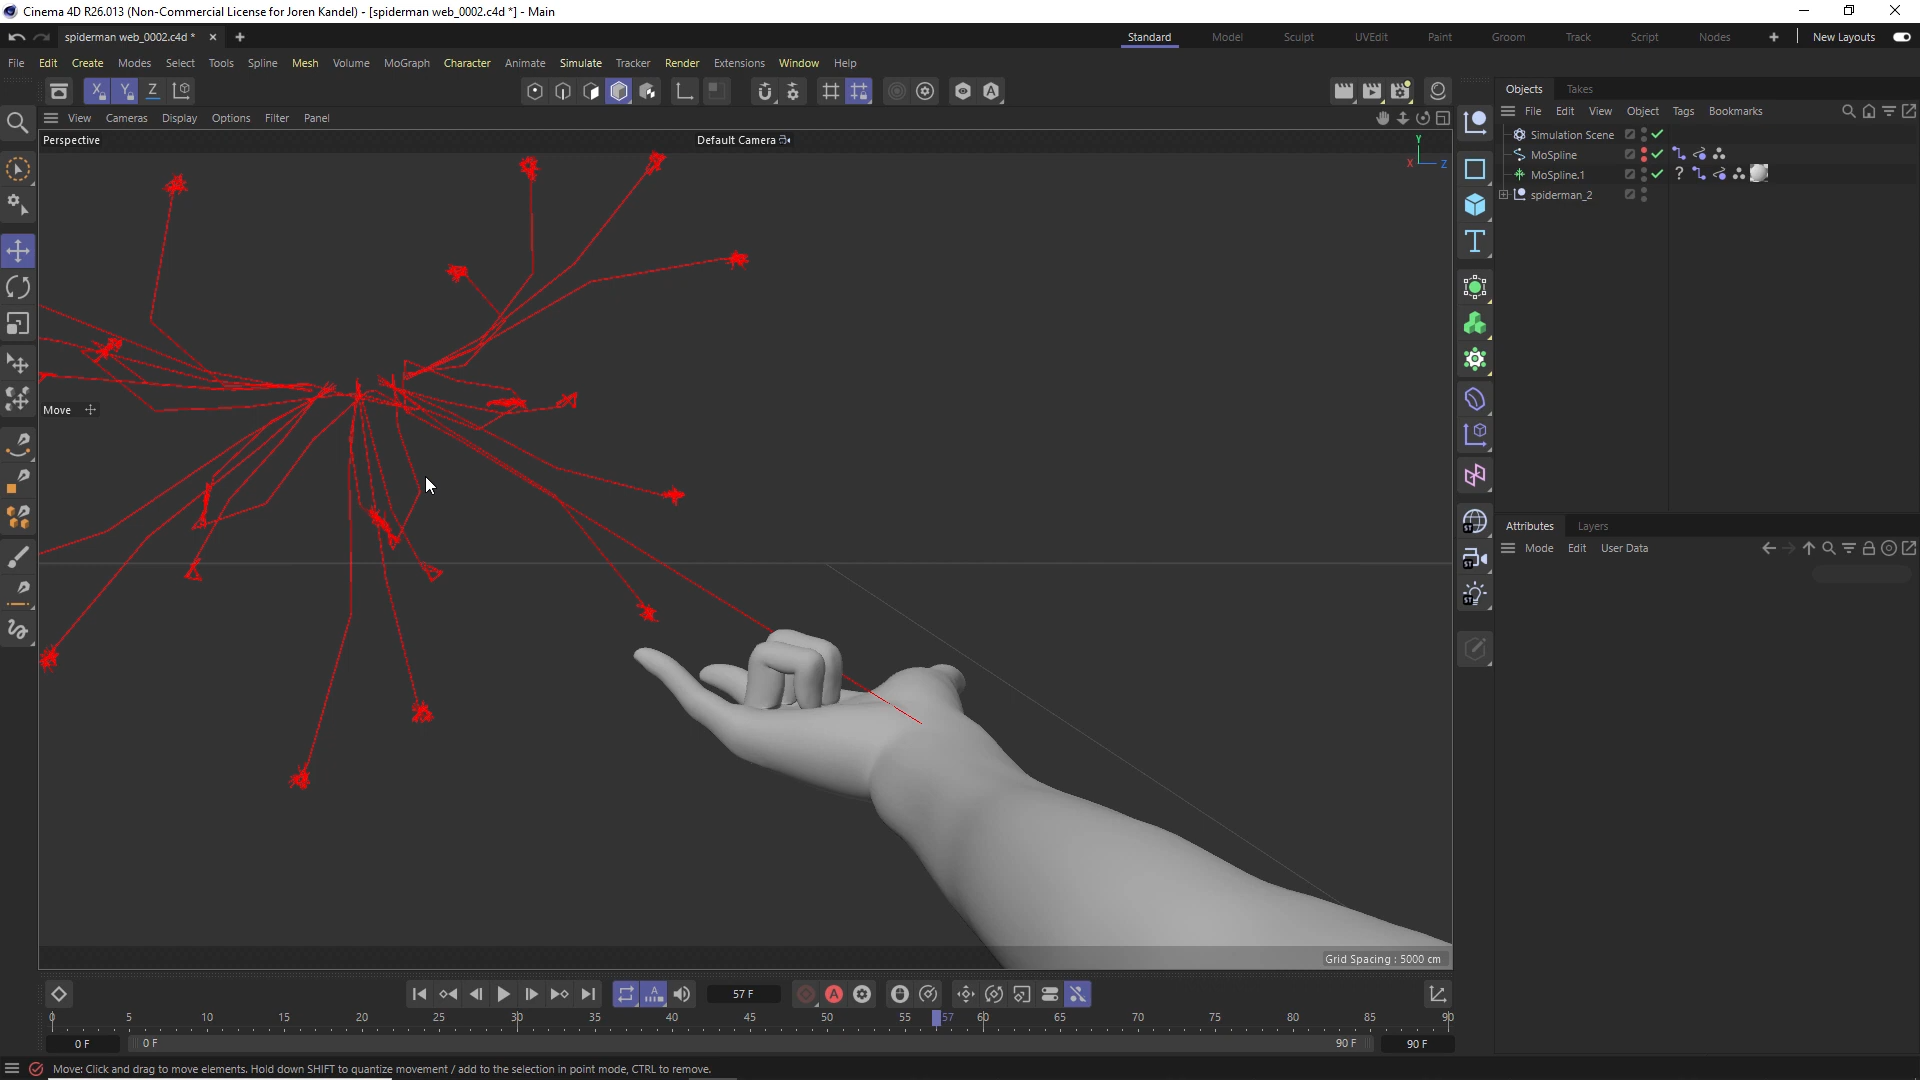 Cinema 4D R26.013 (Non-Commercial License for Joren Kandel) - [spiderman web_0002.c4d *] - Main
spiderman web_0002.c4d *
Standard Model Sculpt UVEdit Paint Groom Track Script Nodes New Layouts
File Edit Create Modes Select Tools Spline Mesh Volume MoGraph Character Animate Simulate Tracker Render Extensions Window Help
X Y Z
Objects Takes
File Edit View Object Tags Bookmarks
View Cameras Display Options Filter Panel
Perspective
Default Camera
Y
X Z
Simulation Scene
MoSpline
MoSpline.1
spiderman_2
Move
Attributes Layers
Mode Edit User Data
ST
ST
ST
Grid Spacing : 5000 cm
57 F
0 5 10 15 20 25 30 35 40 45 50 55 57 60 65 70 75 80 85 90
0 F 0 F 90 F 90 F
Move: Click and drag to move elements. Hold down SHIFT to quantize movement / add to the selection in point mode, CTRL to remove.